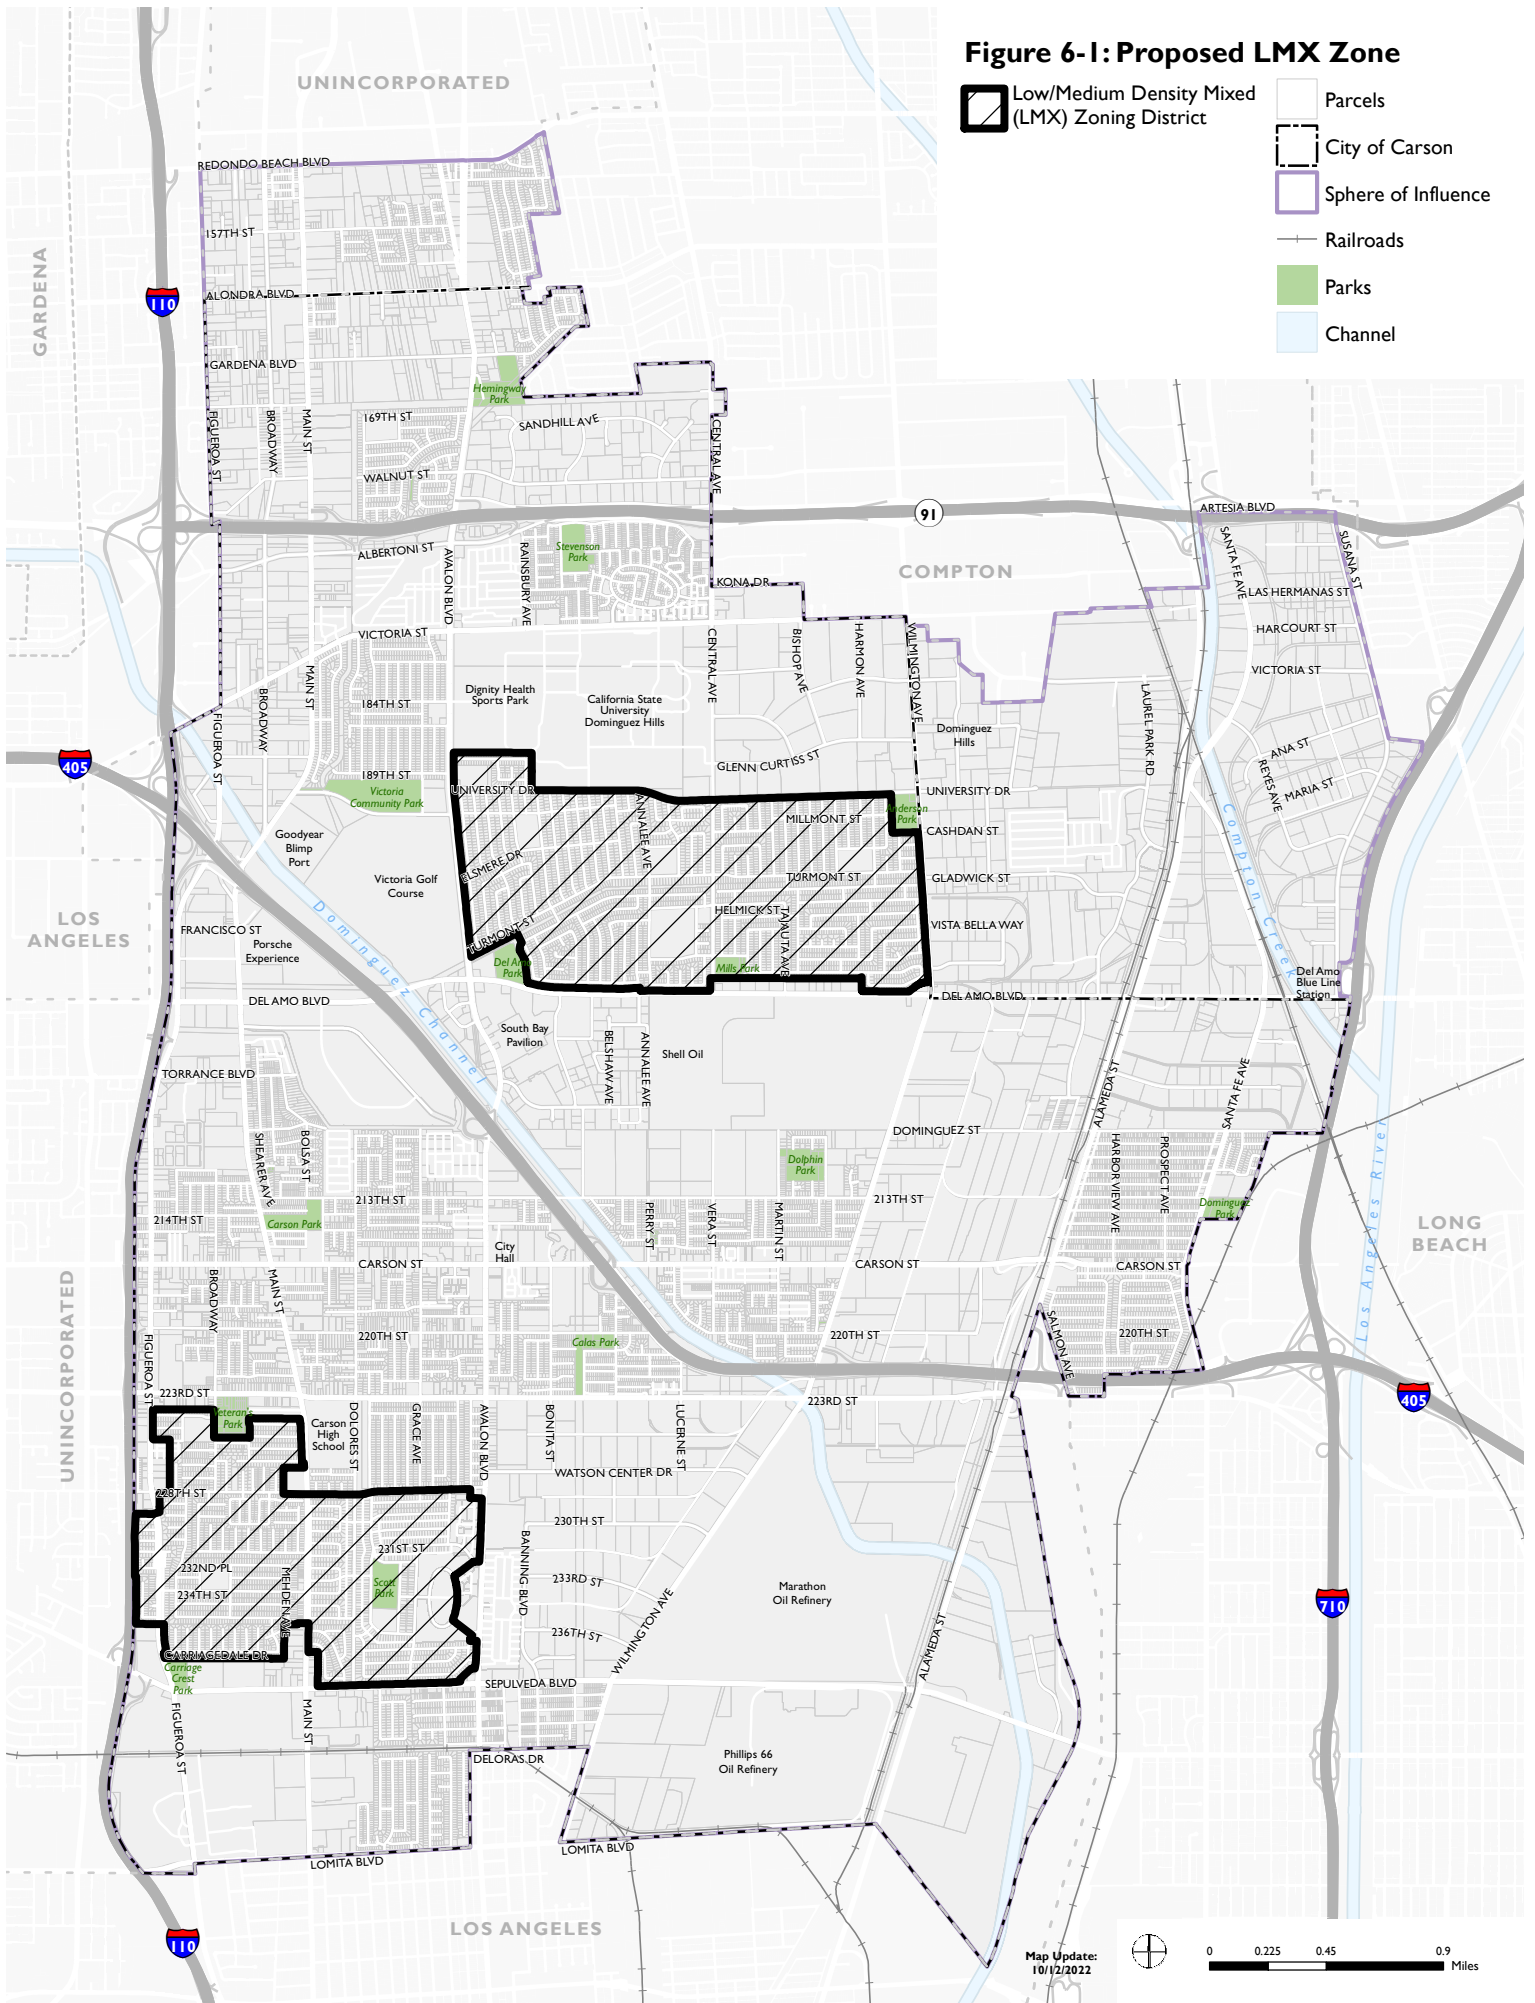 Figure 6-1: Proposed LMX Zone
Low/Medium Density Mixed
(LMX) Zoning District
Parcels
City of Carson
Sphere of Influence
Railroads
Parks
Channel
UNINCORPORATED
REDONDO BEACH BLVD
157TH ST
GARDENA
110
ALONDRA BLVD
GARDENA BLVD
Hemingway
Park
FIGUEROA ST
BROADWAY
MAIN ST
169TH ST
SANDHILL AVE
CENTRAL AVE
WALNUT ST
91
ARTESIA BLVD
ALBERTONI ST
AVALON BLVD
RAINSBURY AVE
Stevenson
Park
KONA DR
COMPTON
SANTA FE AVE
SUSANA ST
LAS HERMANAS ST
HARCOURT ST
VICTORIA ST
VICTORIA ST
CENTRAL AVE
BISHOP AVE
HARMON AVE
WILMINGTON AVE
MAIN ST
BROADWAY
FIGUEROA ST
184TH ST
Dignity Health
Sports Park
California State
University
Dominguez Hills
Dominguez
Hills
LAUREL PARK RD
ANA ST
REYES AVE
MARIA ST
GLENN CURTISS ST
405
189TH ST
Victoria
Community Park
UNIVERSITY DR
UNIVERSITY DR
ANNALEE AVE
MILLMONT ST
Anderson
Park
CASHDAN ST
Goodyear
Blimp
Port
Victoria Golf
Course
ELSMERE DR
TURMONT ST
GLADWICK ST
Compton Creek
LOS
ANGELES
Dominguez Channel
HELMICK ST
TAJAUTA AVE
VISTA BELLA WAY
TURMONT ST
FRANCISCO ST
Porsche
Experience
Del Amo
Park
Mills Park
Del Amo
Blue Line
Station
DEL AMO BLVD
DEL AMO BLVD
South Bay
Pavilion
BELSHAW AVE
ANNALEE AVE
Shell Oil
TORRANCE BLVD
ALAMEDA ST
SANTA FE AVE
SHEARER AVE
BOLSA ST
DOMINGUEZ ST
Dolphin
Park
HARBOR VIEW AVE
PROSPECT AVE
Los Angeles River
213TH ST
213TH ST
214TH ST
Carson Park
PERRY ST
VERA ST
MARTIN ST
Dominguez
Park
LONG
BEACH
City
Hall
CARSON ST
CARSON ST
CARSON ST
UNINCORPORATED
BROADWAY
MAIN ST
220TH ST
Calas Park
220TH ST
SALMON AVE
220TH ST
FIGUEROA ST
223RD ST
223RD ST
405
Veteran's
Park
Carson
High
School
DOLORES ST
GRACE AVE
AVALON BLVD
BONITA ST
LUCERNE ST
WATSON CENTER DR
228TH ST
230TH ST
BANNING BLVD
231ST ST
232ND PL
234TH ST
MEHDEN AVE
Scott
Park
233RD ST
WILMINGTON AVE
Marathon
Oil Refinery
710
236TH ST
ALAMEDA ST
CARRIAGEDALE DR
Carriage
Crest
Park
SEPULVEDA BLVD
FIGUEROA ST
MAIN ST
DELORAS DR
Phillips 66
Oil Refinery
LOMITA BLVD
LOMITA BLVD
LOS ANGELES
110
Map Update:
10/12/2022
0 0.225 0.45 0.9
Miles